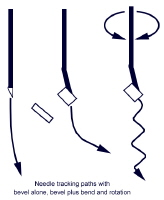 Needle tracking paths with
bevel alone, bevel plus bend and rotation